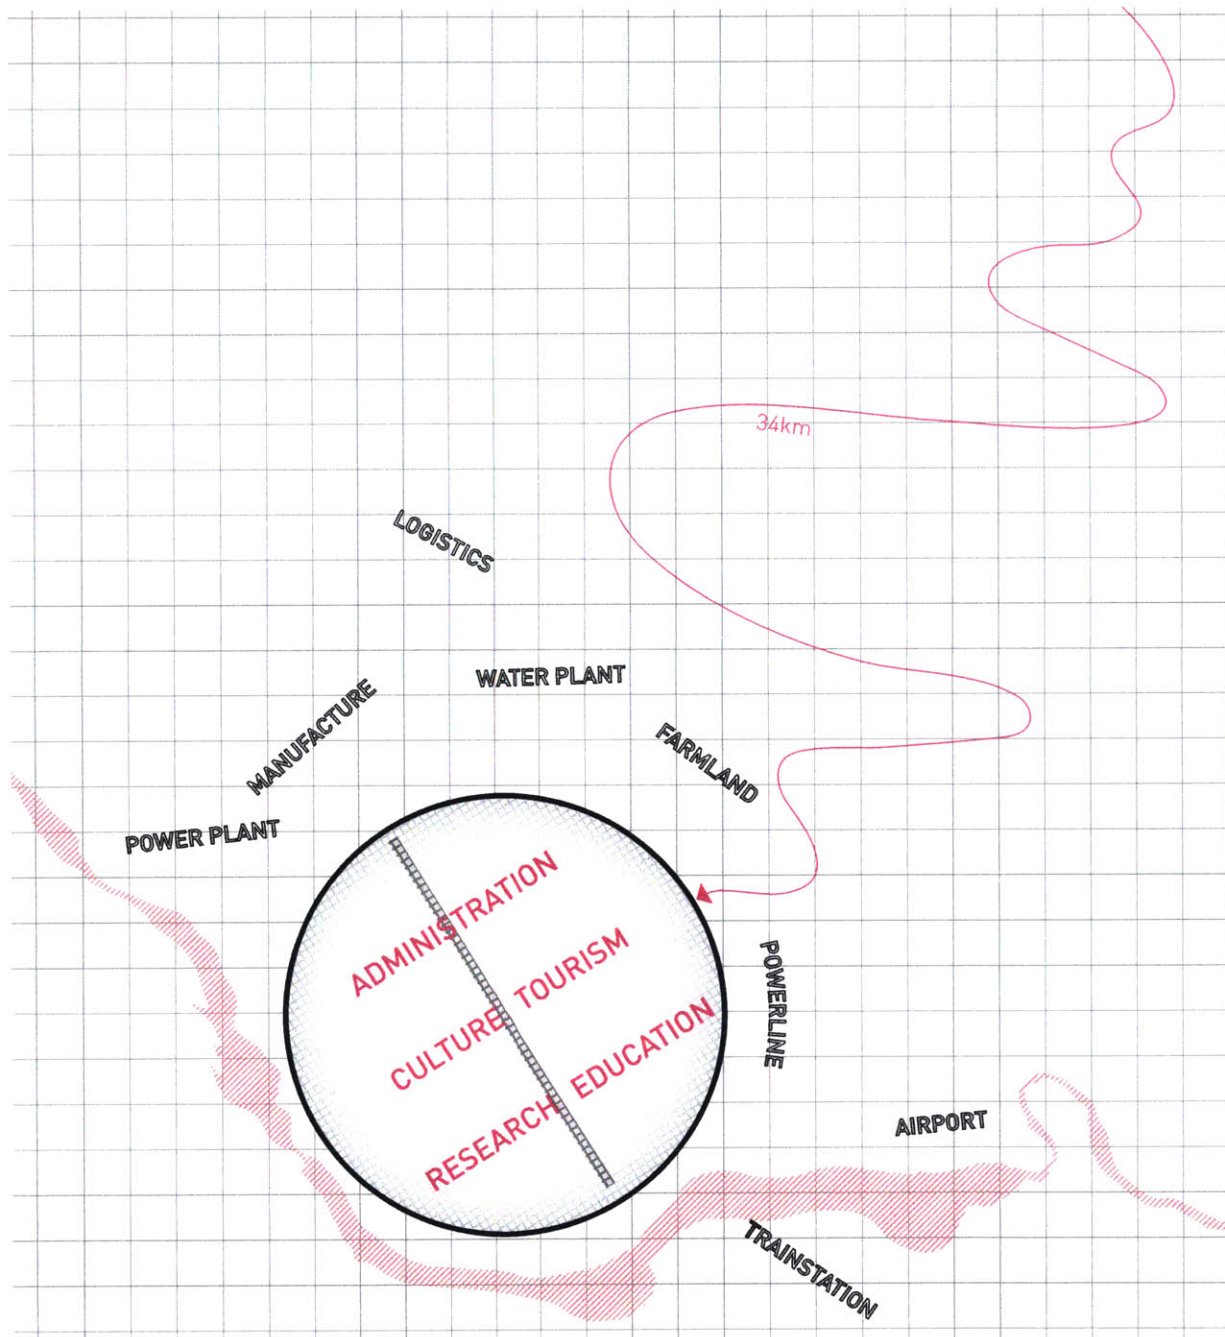 34km
LOGISTICS
WATER PLANT
MANUFACTURE
FARMLAND
POWER PLANT
ADMINISTRATION
TOURISM
CULTURE
EDUCATION
RESEARCH
POWERLINE
AIRPORT
TRAINSTATION